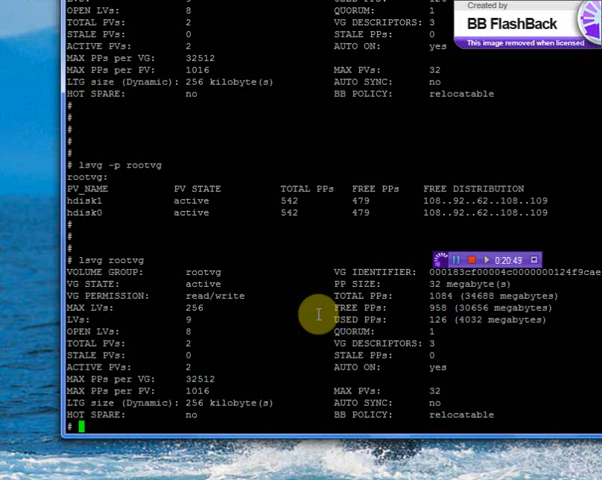 Created by
BB FlashBack
This image removed when licensed
OPEN LVs: 8 QUORUM: 1
TOTAL PVs: 2 VG DESCRIPTORS: 3
STALE PVs: 0 STALE PPs: 0
ACTIVE PVs: 2 AUTO ON: yes
MAX PPs per VG: 32512
MAX PPs per PV: 1016 MAX PVs: 32
LTG size (Dynamic): 256 kilobyte(s) AUTO SYNC: no
HOT SPARE: no BB POLICY: relocatable
#
#
#
#
#
# lsvg -p rootvg
rootvg:
PV_NAME PV STATE TOTAL PPs FREE PPs FREE DISTRIBUTION
hdisk1 active 542 479 108..92..62..108..109
hdisk0 active 542 479 108..92..62..108..109
#
#
#
# lsvg rootvg
0:20:49
VOLUME GROUP: rootvg VG IDENTIFIER: 000183cf00004c0000000124f9cae
VG STATE: active PP SIZE: 32 megabyte(s)
VG PERMISSION: read/write TOTAL PPs: 1084 (34688 megabytes)
MAX LVs: 256 FREE PPs: 958 (30656 megabytes)
LVs: 9 USED PPs: 126 (4032 megabytes)
OPEN LVs: 8 QUORUM: 1
TOTAL PVs: 2 VG DESCRIPTORS: 3
STALE PVs: 0 STALE PPs: 0
ACTIVE PVs: 2 AUTO ON: yes
MAX PPs per VG: 32512
MAX PPs per PV: 1016 MAX PVs: 32
LTG size (Dynamic): 256 kilobyte(s) AUTO SYNC: no
HOT SPARE: no BB POLICY: relocatable
#